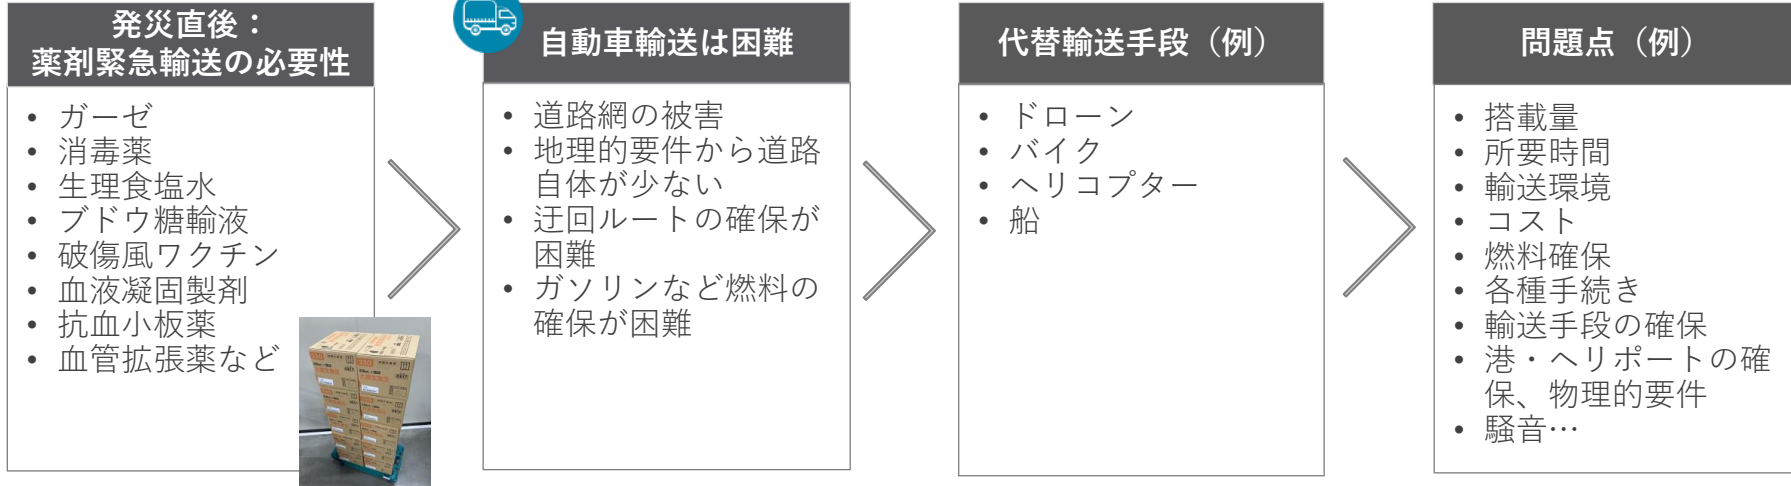 発災直後：
薬剤緊急輸送の必要性
• ガーゼ
• 消毒薬
• 生理食塩水
• ブドウ糖輸液
• 破傷風ワクチン
• 血液凝固製剤
• 抗血小板薬
• 血管拡張薬など
自動車輸送は困難
• 道路網の被害
• 地理的要件から道路
自体が少ない
• 迂回ルートの確保が
困難
• ガソリンなど燃料の
確保が困難
代替輸送手段（例）
• ドローン
• バイク
• ヘリコプター
• 船
問題点（例）
• 搭載量
• 所要時間
• 輸送環境
• コスト
• 燃料確保
• 各種手続き
• 輸送手段の確保
• 港・ヘリポートの確
保、物理的要件
• 騒音…